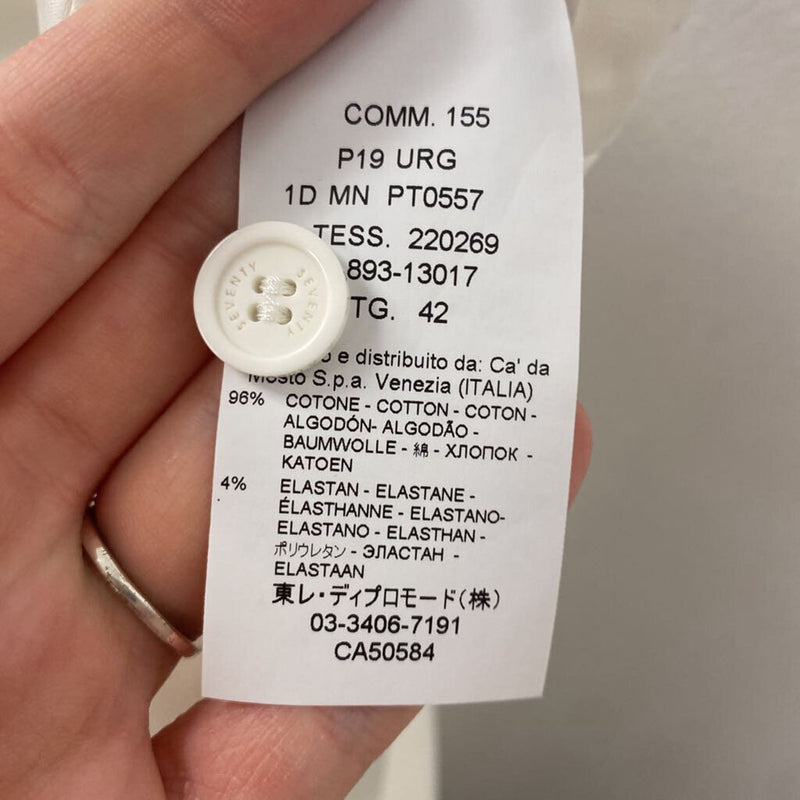 COMM. 155
P19 URG
1D MN PT0557
TESS. 220269
893-13017
TG. 42
SEVENTY SEVENTY
e distribuito da: Ca' da
Mosto S.p.a. Venezia (ITALIA)
96% COTONE - COTTON - COTON -
ALGODÓN- ALGODÃO -
BAUMWOLLE - 綿 - ХЛОПОК -
KATOEN
4% ELASTAN - ELASTANE -
ÉLASTHANNE - ELASTANO-
ELASTANO - ELASTHAN -
ポリウレタン - ЭЛАСТАН -
ELASTAAN
東レ・ディプロモード(株)
03-3406-7191
CA50584